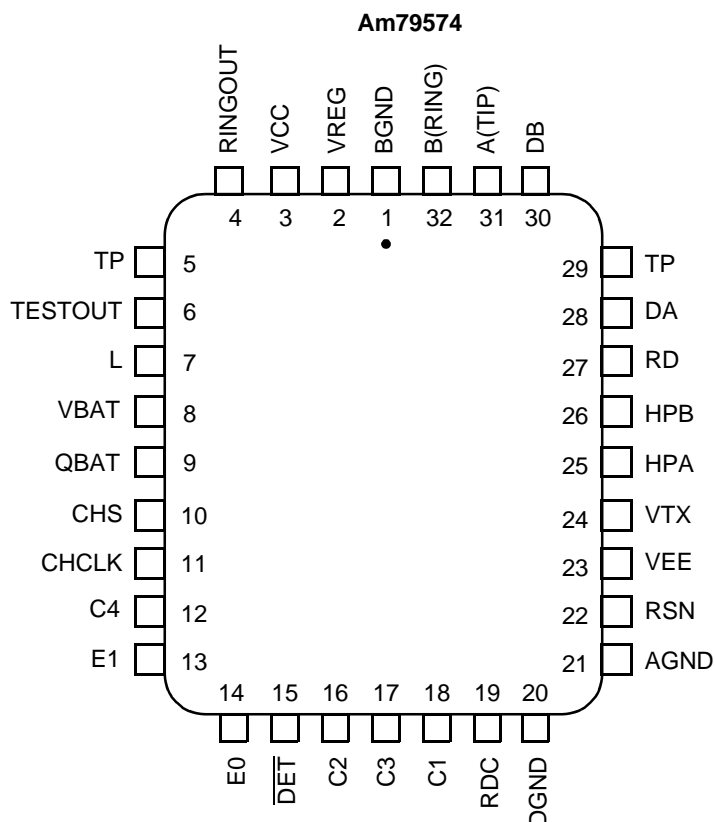 Am79574
RINGOUT
VCC
VREG
BGND
B(RING)
A(TIP)
DB
4 3 2 1 32 31 30
TP 5 29 TP
TESTOUT 6 28 DA
L 7 27 RD
VBAT 8 26 HPB
QBAT 9 25 HPA
CHS 10 24 VTX
CHCLK 11 23 VEE
C4 12 22 RSN
E1 13 21 AGND
14 15 16 17 18 19 20
E0
DET
C2
C3
C1
RDC
DGND